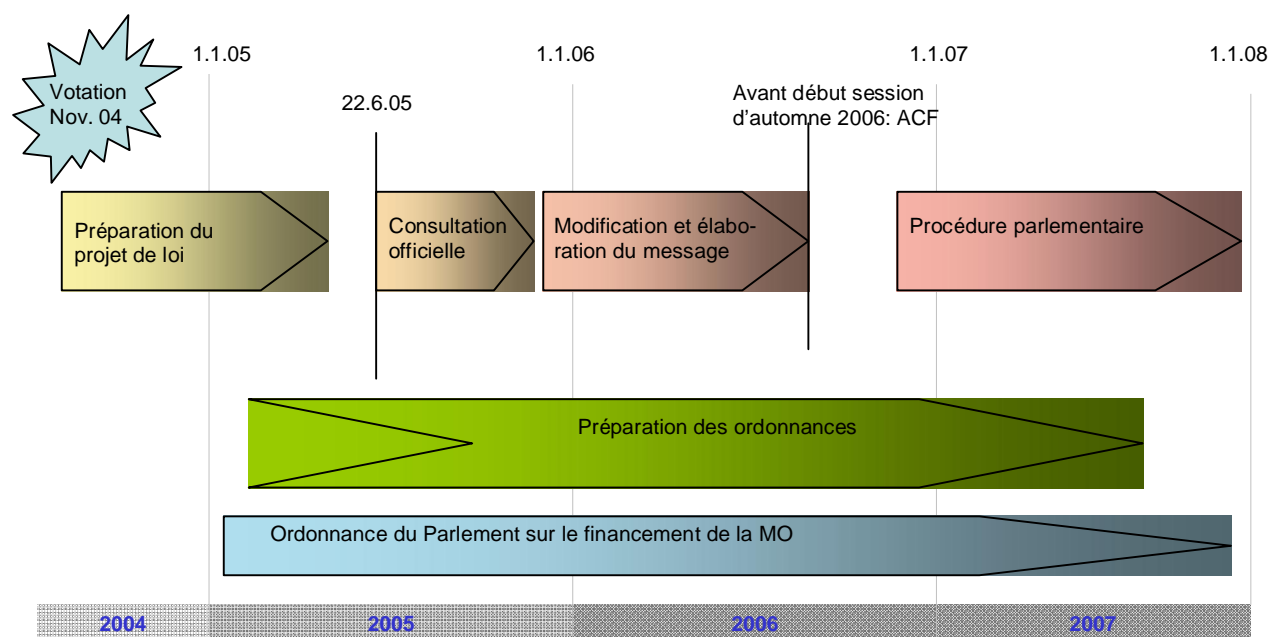 1.1.05
1.1.06
1.1.07
1.1.08
Votation
Nov. 04
22.6.05
Avant début session
d'automne 2006: ACF
Préparation du
projet de loi
Consultation
officielle
Modification et élabo-
ration du message
Procédure parlementaire
Préparation des ordonnances
Ordonnance du Parlement sur le financement de la MO
2004
2005
2006
2007